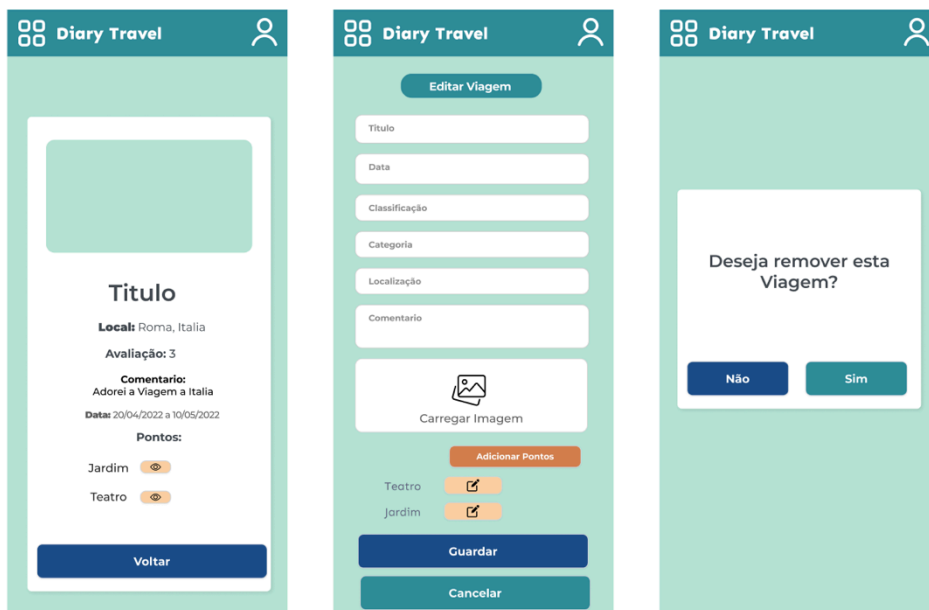 Diary Travel
Titulo
Local: Roma, Italia
Avaliação: 3
Comentario:
Adorei a Viagem a Italia
Data: 20/04/2022 a 10/05/2022
Pontos:
Jardim
Teatro
Voltar
Diary Travel
Editar Viagem
Titulo
Data
Classificação
Categoria
Localização
Comentario
Carregar Imagem
Adicionar Pontos
Teatro
Jardim
Guardar
Cancelar
Diary Travel
Deseja remover esta
Viagem?
Não
Sim